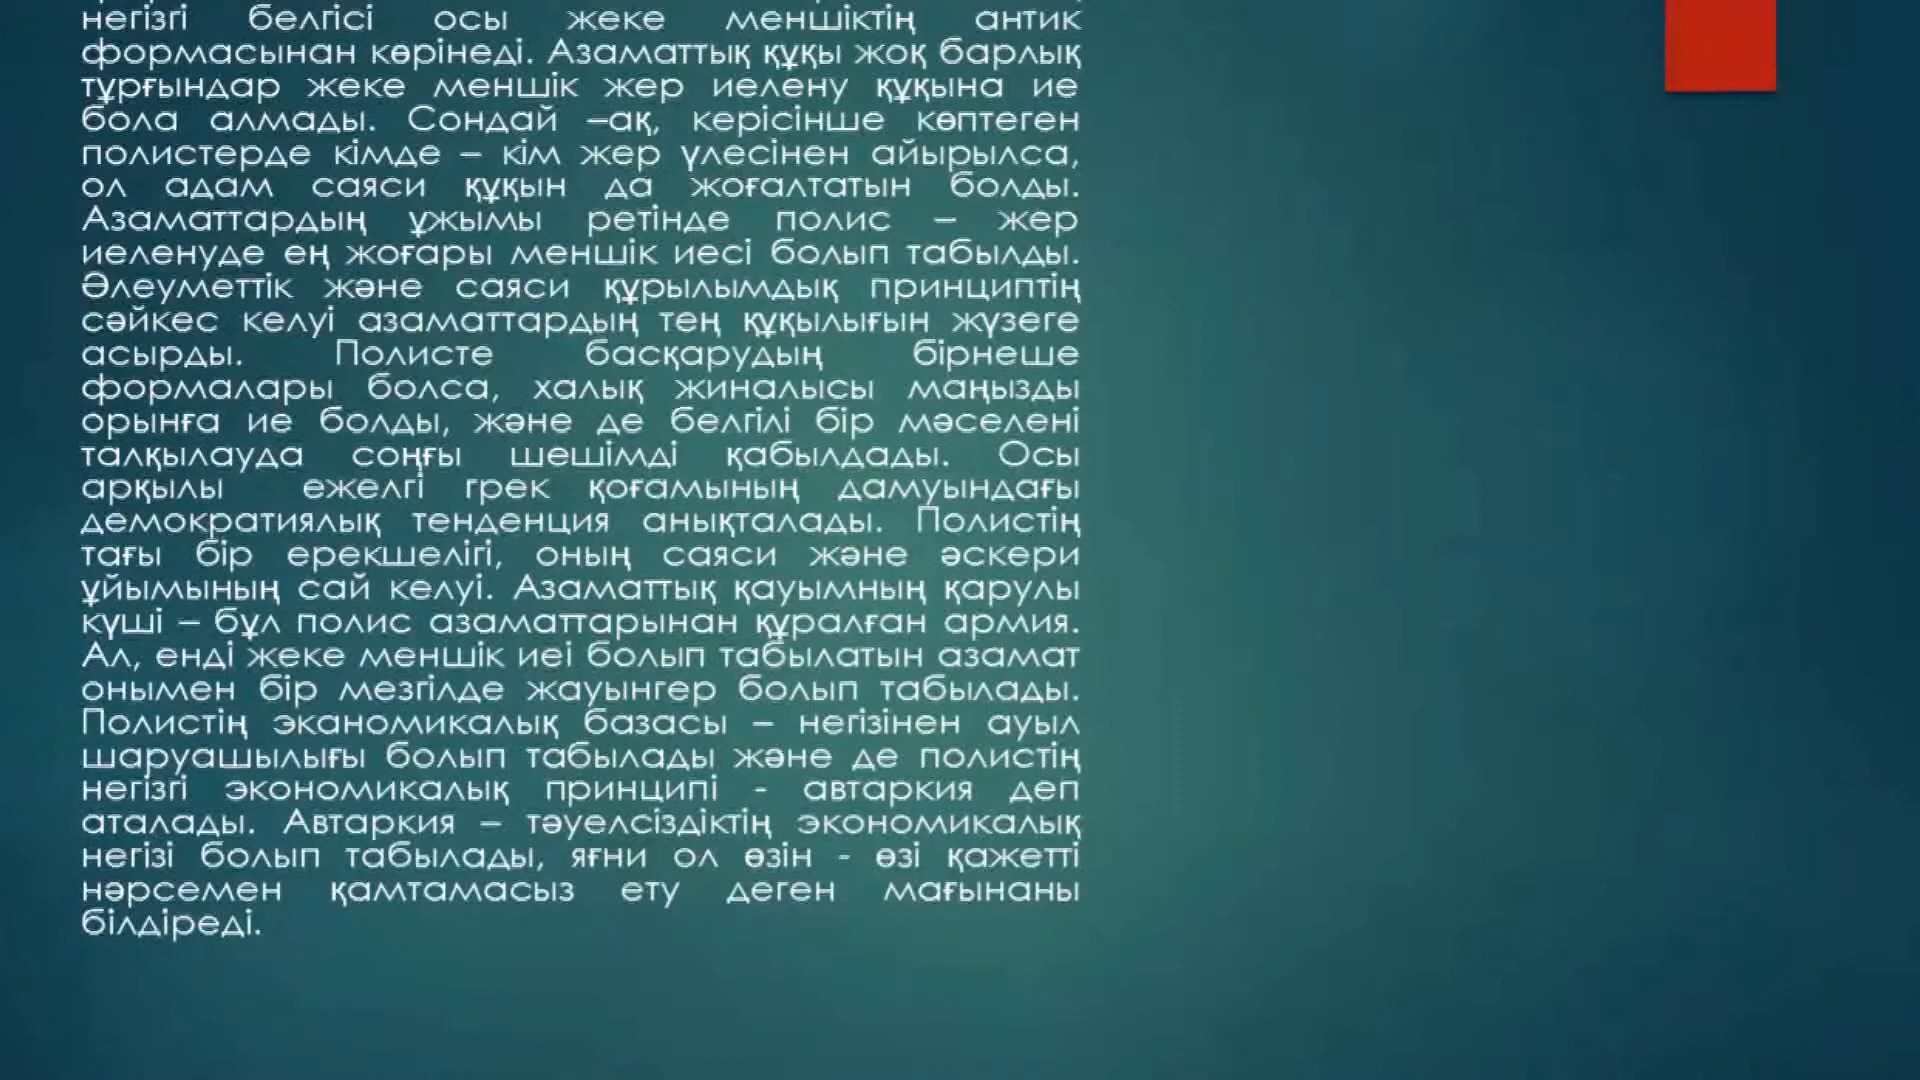 негізгі белгісі осы жеке меншіктің антик
формасынан көрінеді. Азаматтық құқы жоқ барлық
тұрғындар жеке меншік жер иелену құқына ие
бола алмады. Сондай –ақ, керісінше көптеген
полистерде кімде – кім жер үлесінен айырылса,
ол адам саяси құқын да жоғалтатын болды.
Азаматтардың ұжымы ретінде полис – жер
иеленуде ең жоғары меншік иесі болып табылды.
Әлеуметтік және саяси құрылымдық принциптің
сәйкес келуі азаматтардың тең құқылығын жүзеге
асырды. Полисте басқарудың бірнеше
формалары болса, халық жиналысы маңызды
орынға ие болды, және де белгілі бір мәселені
талқылауда соңғы шешімді қабылдады. Осы
арқылы ежелгі грек қоғамының дамуындағы
демократиялық тенденция анықталады. Полистің
тағы бір ерекшелігі, оның саяси және әскери
ұйымының сай келуі. Азаматтық қауымның қарулы
күші – бұл полис азаматтарынан құралған армия.
Ал, енді жеке меншік иеі болып табылатын азамат
онымен бір мезгілде жауынгер болып табылады.
Полистің эканомикалық базасы – негізінен ауыл
шаруашылығы болып табылады және де полистің
негізгі экономикалық принципі - автаркия деп
аталады. Автаркия – тәуелсіздіктің экономикалық
негізі болып табылады, яғни ол өзін - өзі қажетті
нәрсемен қамтамасыз ету деген мағынаны
білдіреді.